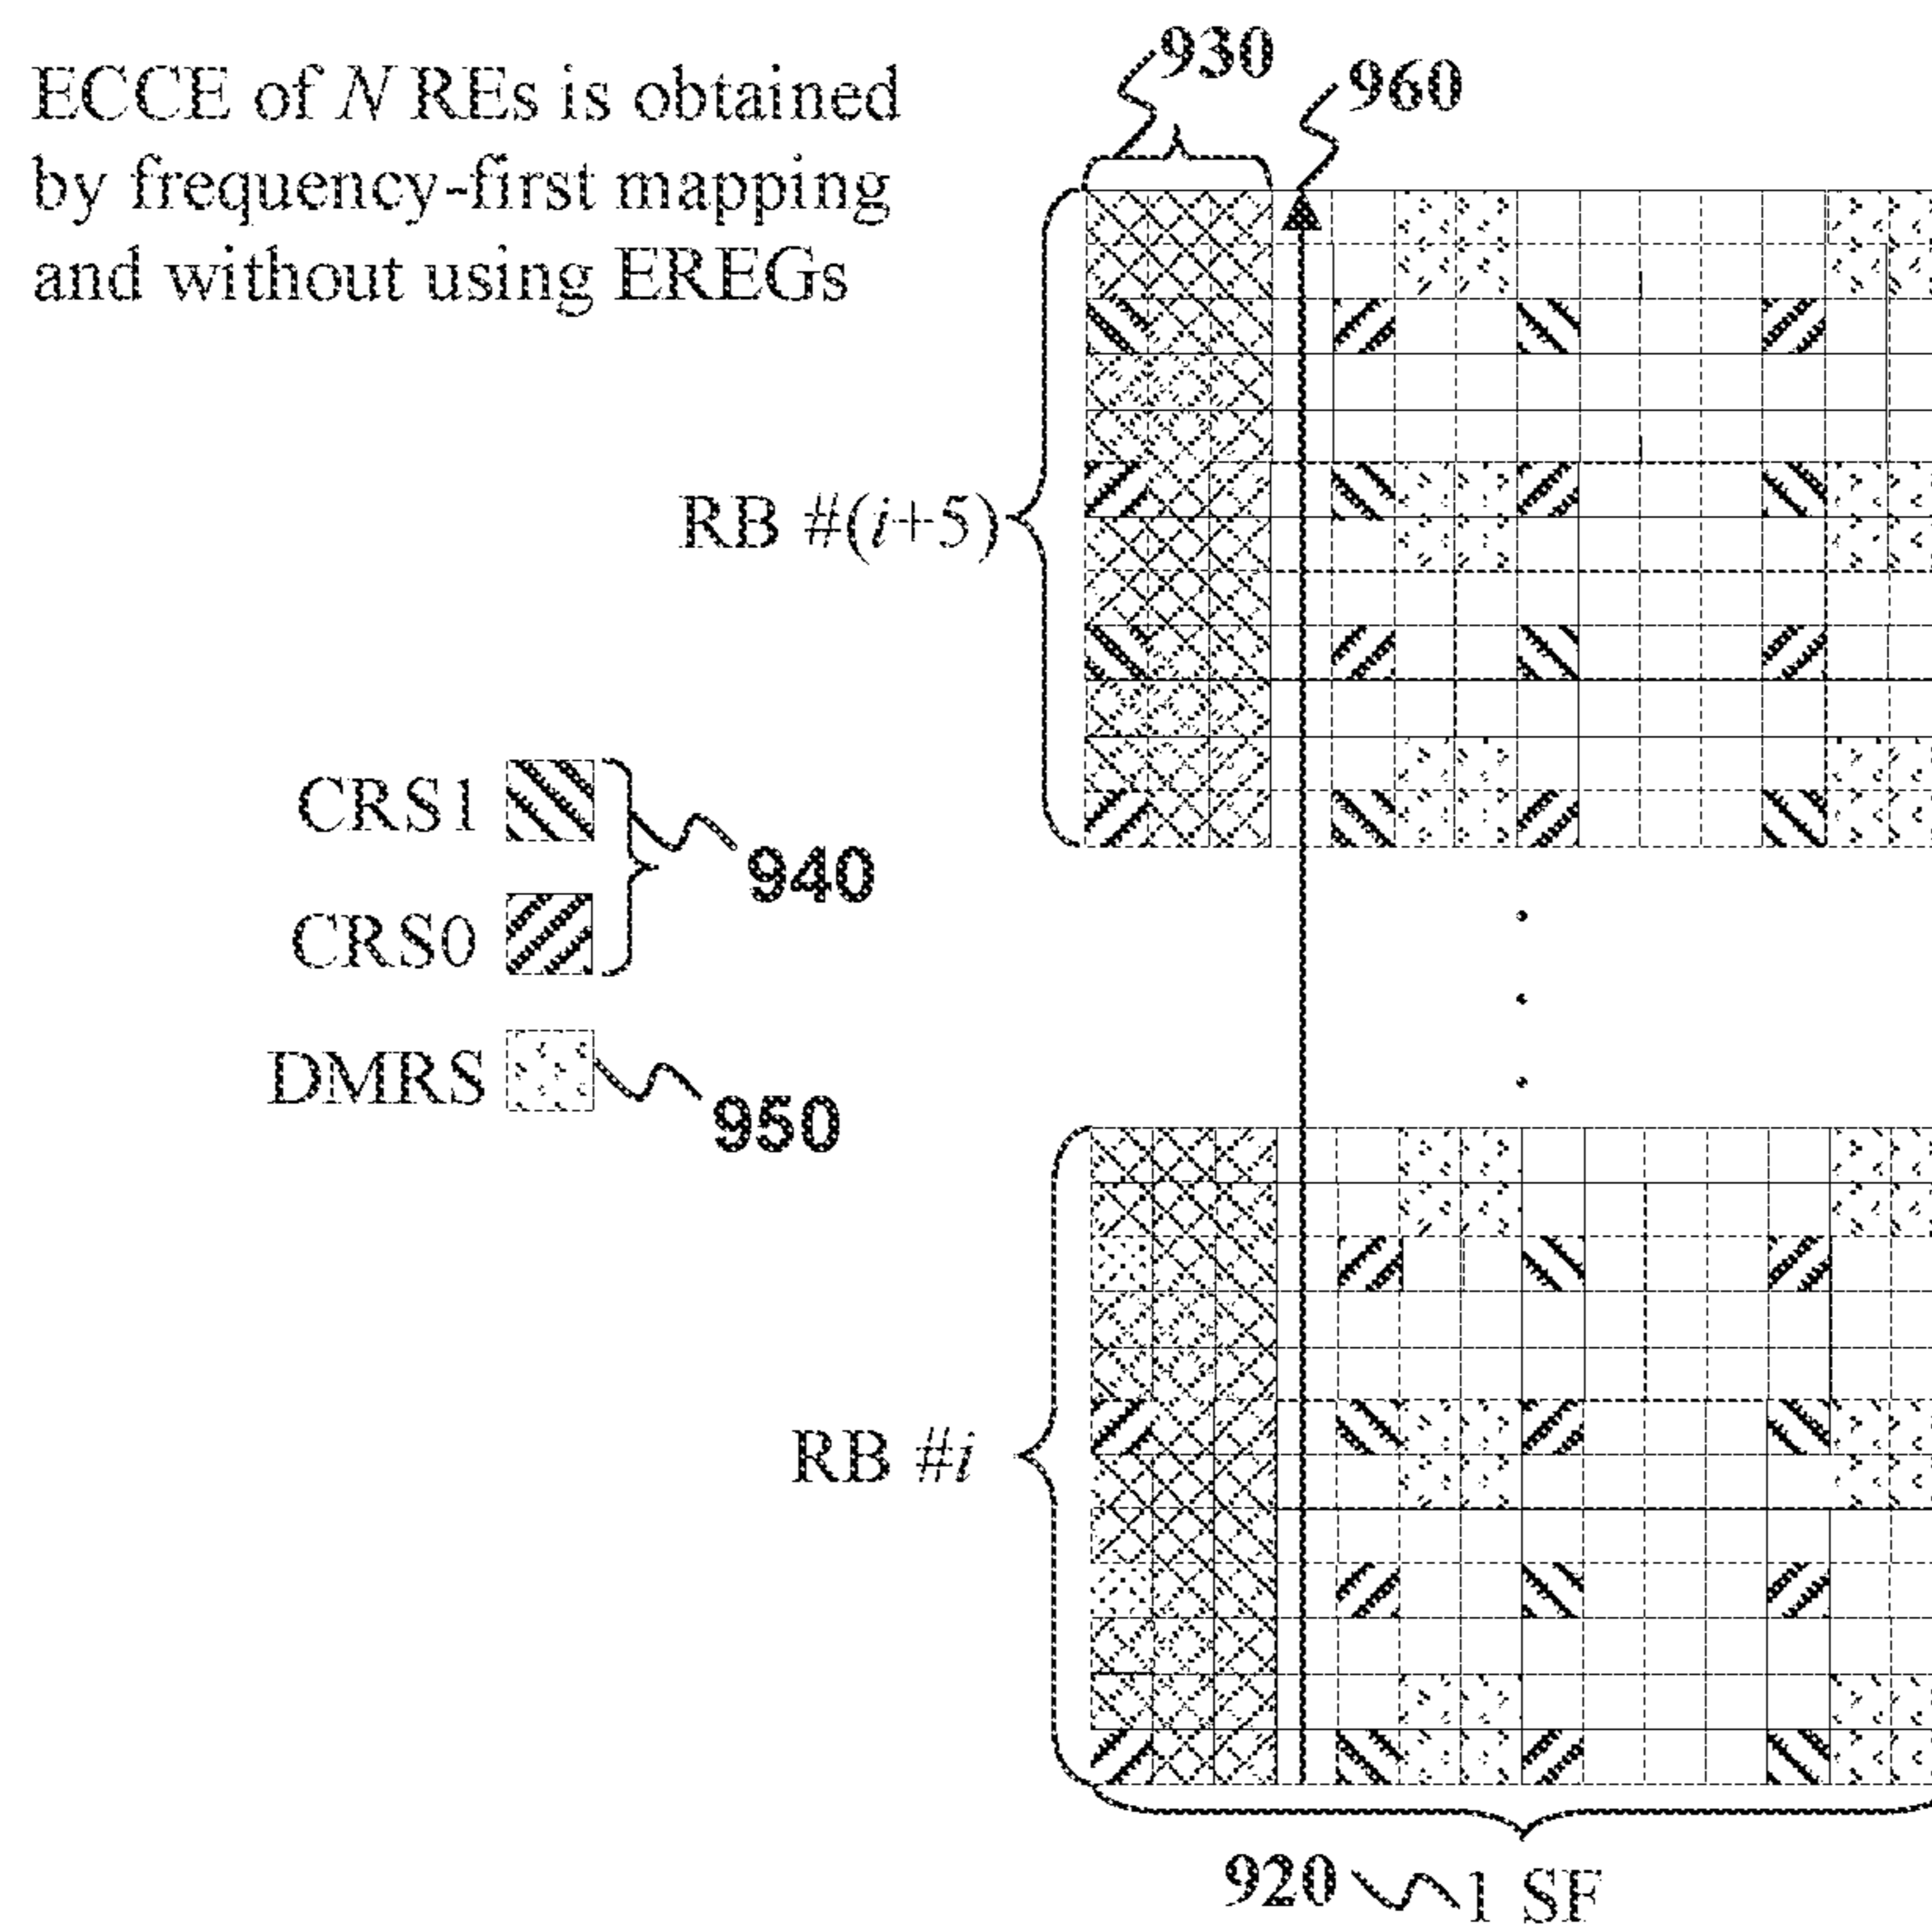 ECCE of N REs is obtained
by frequency-first mapping
and without using EREGs
930
960
RB #(i+5)
CRS1
940
CRS0
DMRS
950
RB #i
920
1 SF